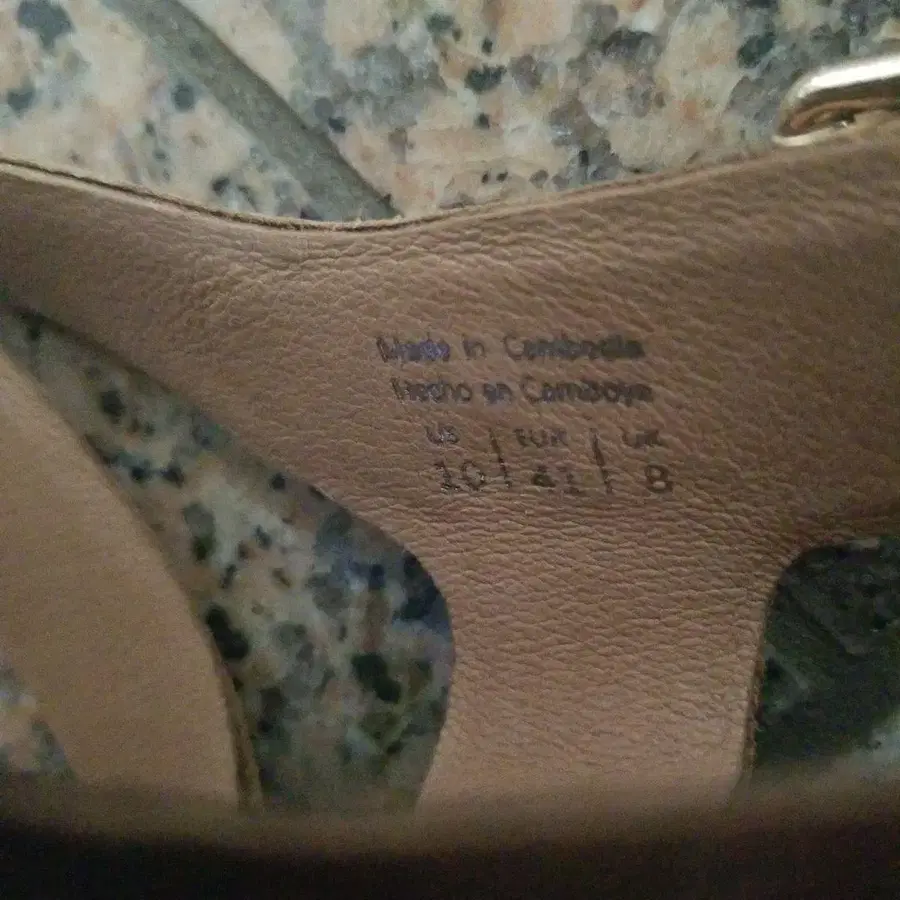 Made in Cambodia
Hecho en Camboya
US | EUR | UK
10 | 41 | 8